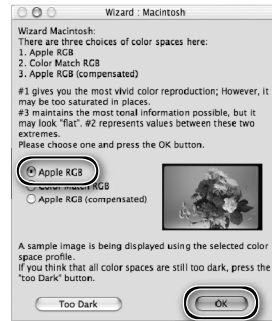 Wizard : Macintosh
Wizard Macintosh:
There are three choices of color spaces here:
1. Apple RGB
2. Color Match RGB
3. Apple RGB (compensated)
#1 gives you the most vivid color reproduction; However, it
may be too saturated in places.
#3 maintains the most tonal information possible, but it
may look "flat". #2 represents values between these two
extremes.
Please choose one and press the OK button.
Apple RGB
Color Match RGB
Apple RGB (compensated)
A sample image is being displayed using the selected color
space profile.
If you think that all color spaces are still too dark, press the
"too Dark" button.
Too Dark
OK